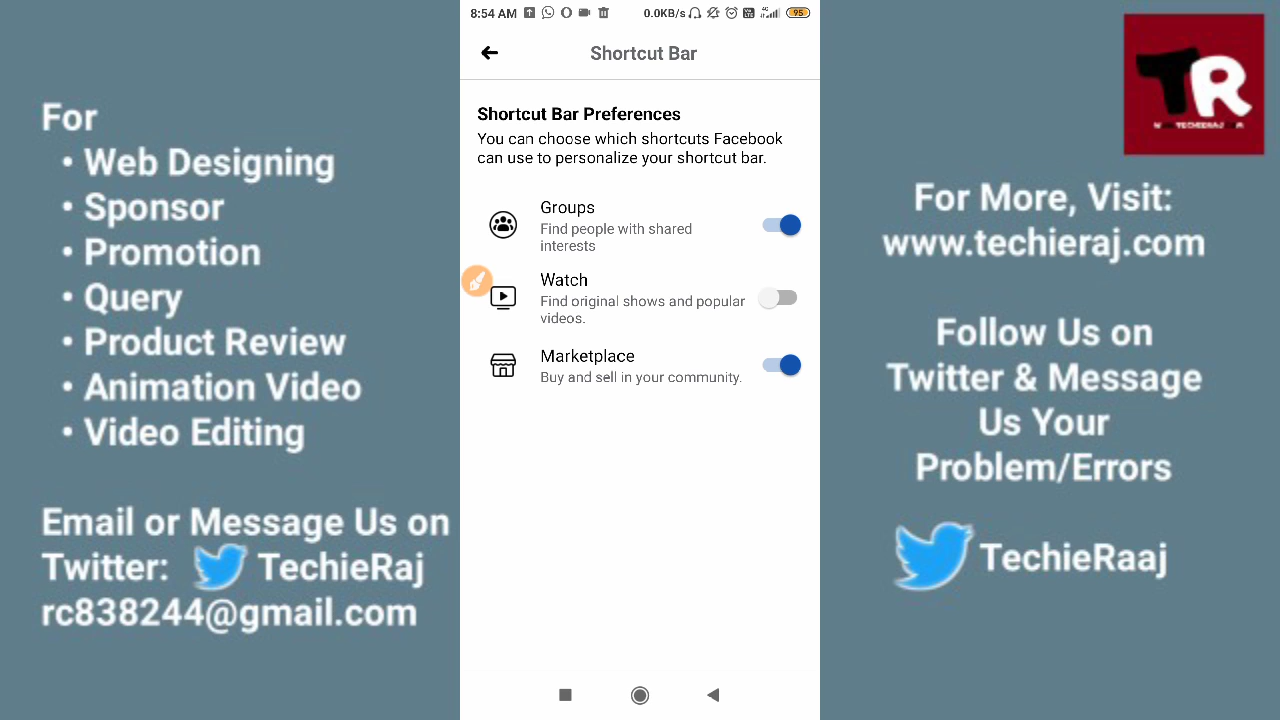 For
• Web Designing
• Sponsor
• Promotion
• Query
• Product Review
• Animation Video
• Video Editing
Email or Message Us on
Twitter: TechieRaj
rc838244@gmail.com
8:54 AM 0.0KB/s 4G 95
Shortcut Bar
Shortcut Bar Preferences
You can choose which shortcuts Facebook
can use to personalize your shortcut bar.
Groups
Find people with shared
interests
Watch
Find original shows and popular
videos.
Marketplace
Buy and sell in your community.
TR
For More, Visit:
www.techieraj.com
Follow Us on
Twitter & Message
Us Your
Problem/Errors
TechieRaaj